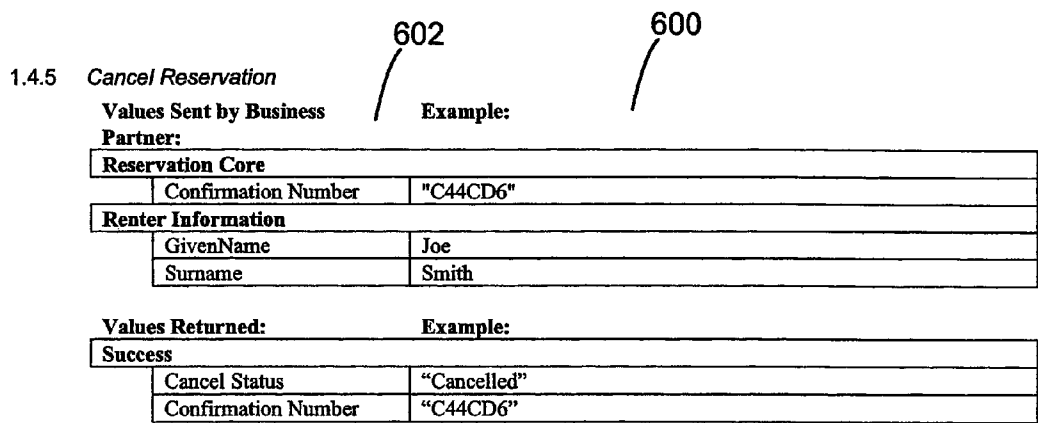 602 600
1.4.5 Cancel Reservation
Values Sent by Business Example:
Partner:
Reservation Core
Confirmation Number "C44CD6"
Renter Information
GivenName Joe
Surname Smith
Values Returned: Example:
Success
Cancel Status “Cancelled”
Confirmation Number “C44CD6”